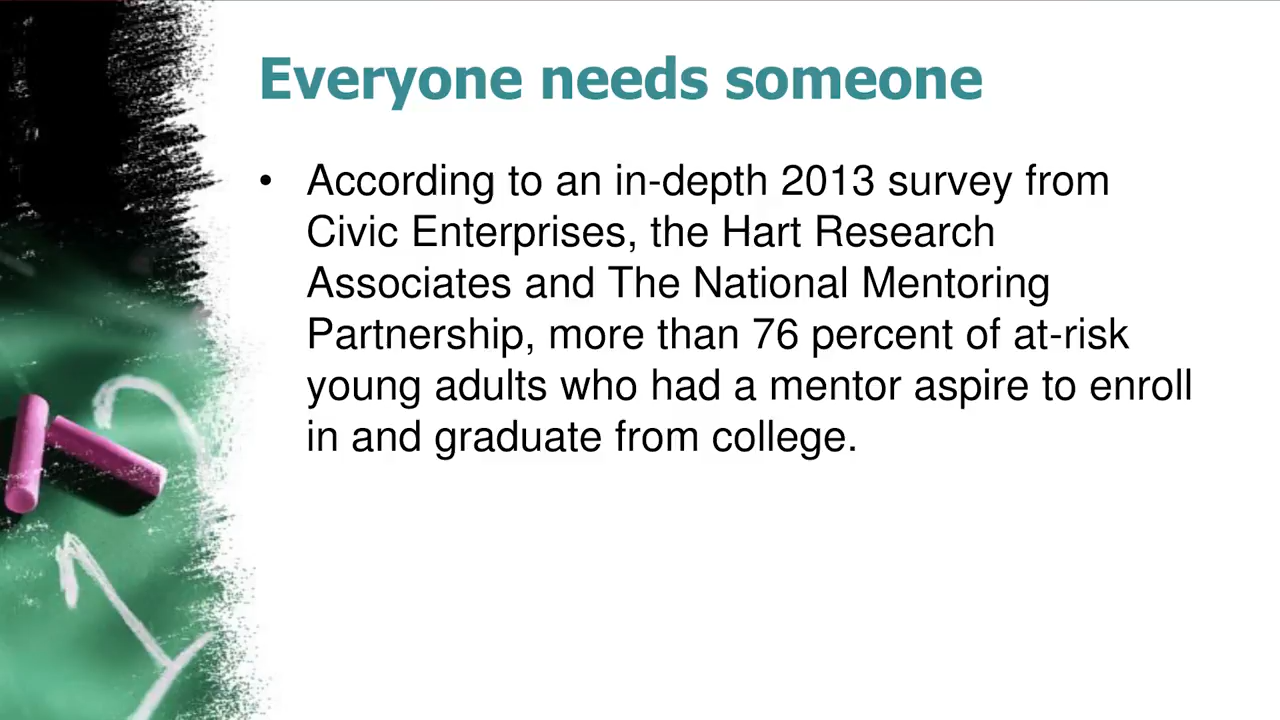 Everyone needs someone
• According to an in-depth 2013 survey from
Civic Enterprises, the Hart Research
Associates and The National Mentoring
Partnership, more than 76 percent of at-risk
young adults who had a mentor aspire to enroll
in and graduate from college.